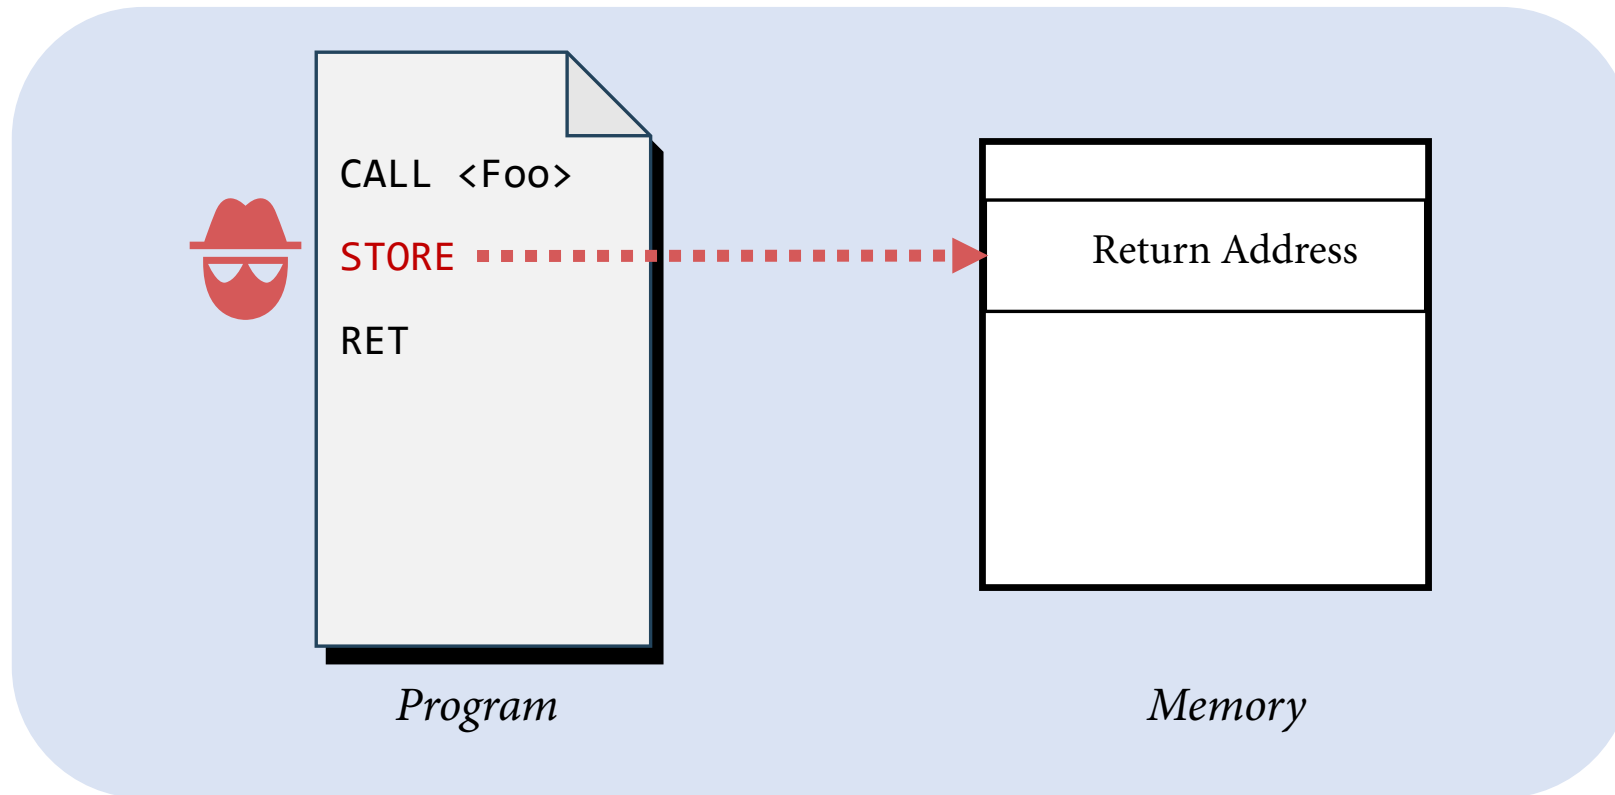 CALL <Foo>
STORE
RET
Return Address
Program
Memory